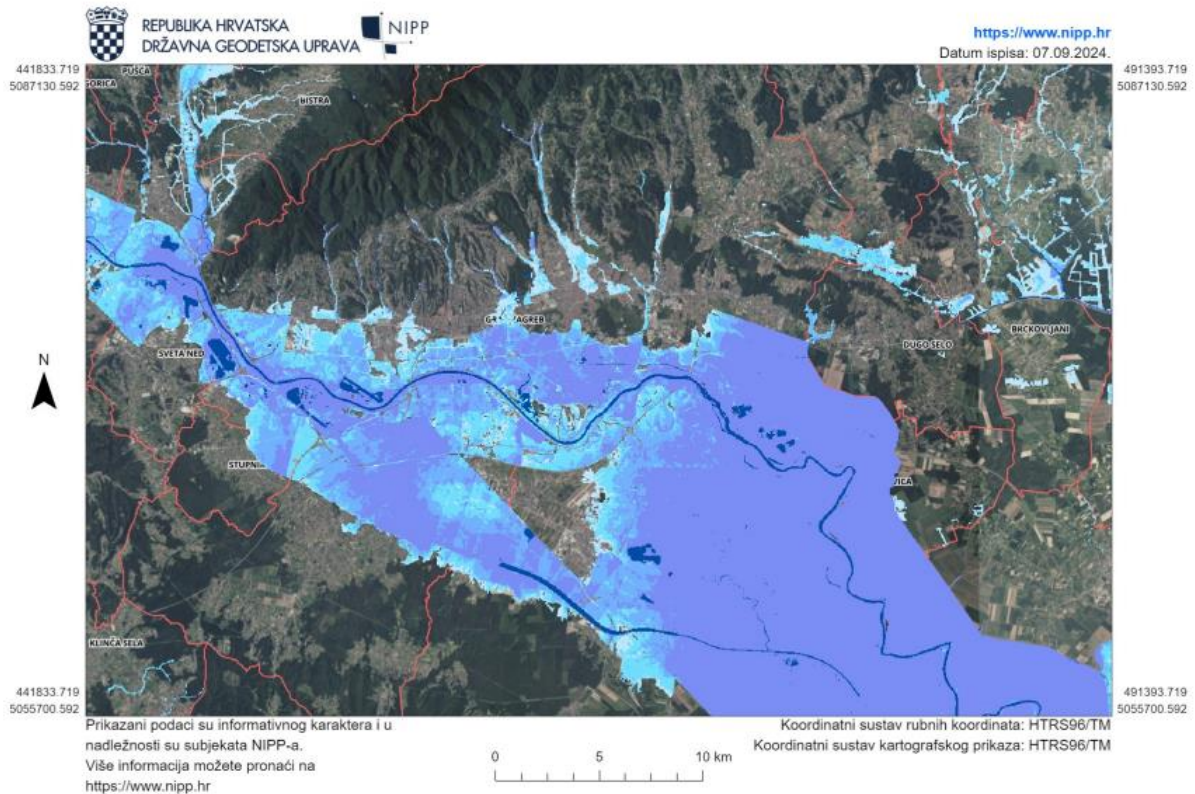 REPUBLIKA HRVATSKA
DRŽAVNA GEODETSKA UPRAVA
NIPP
https://www.nipp.hr
Datum ispisa: 07.09.2024.
441833.719
5087130.592
491393.719
5087130.592
PUŠĆA
GORICA
BISTRA
SVETA NED
DUGO SELO
BRCKOVLJANI
STUPNI
VICA
N
KLINČA SELA
441833.719
5055700.592
491393.719
5055700.592
Prikazani podaci su informativnog karaktera i u
nadležnosti su subjekata NIPP-a.
Više informacija možete pronaći na
https://www.nipp.hr
0 5 10 km
Koordinatni sustav rubnih koordinata: HTRS96/TM
Koordinatni sustav kartografskog prikaza: HTRS96/TM